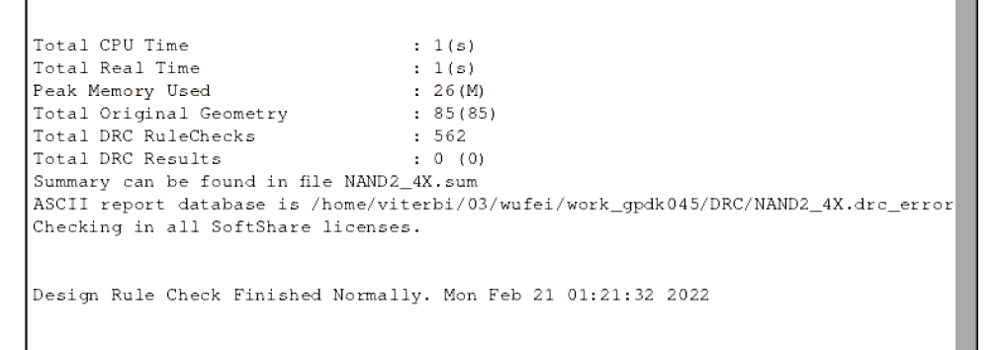 Total CPU Time : 1(s)
Total Real Time : 1(s)
Peak Memory Used : 26(M)
Total Original Geometry : 85(85)
Total DRC RuleChecks : 562
Total DRC Results : 0 (0)
Summary can be found in file NAND2_4X.sum
ASCII report database is /home/viterbi/03/wufei/work_gpdk045/DRC/NAND2_4X.drc_error
Checking in all SoftShare licenses.
Design Rule Check Finished Normally. Mon Feb 21 01:21:32 2022